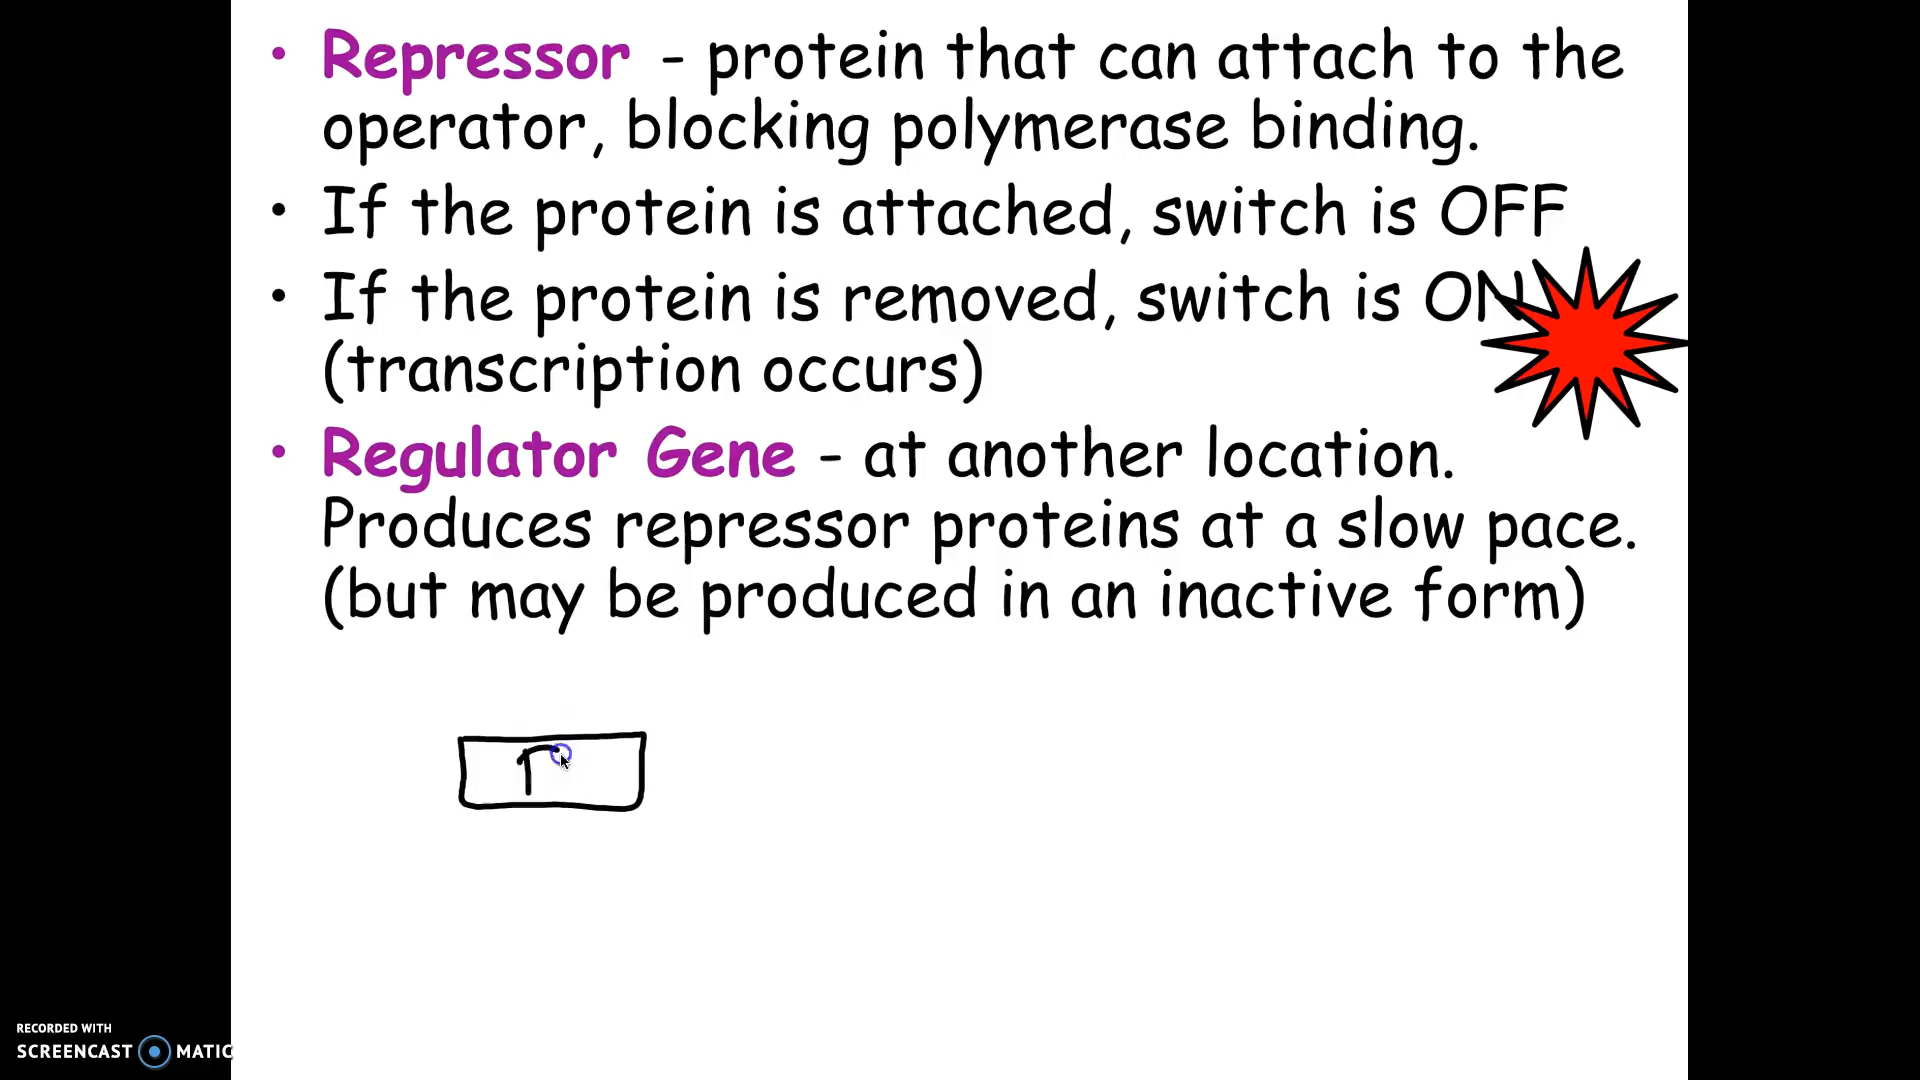 • Repressor - protein that can attach to the
operator, blocking polymerase binding.
• If the protein is attached, switch is OFF
• If the protein is removed, switch is ON
(transcription occurs)
• Regulator Gene - at another location.
Produces repressor proteins at a slow pace.
(but may be produced in an inactive form)
r
RECORDED WITH
SCREENCAST MATIC